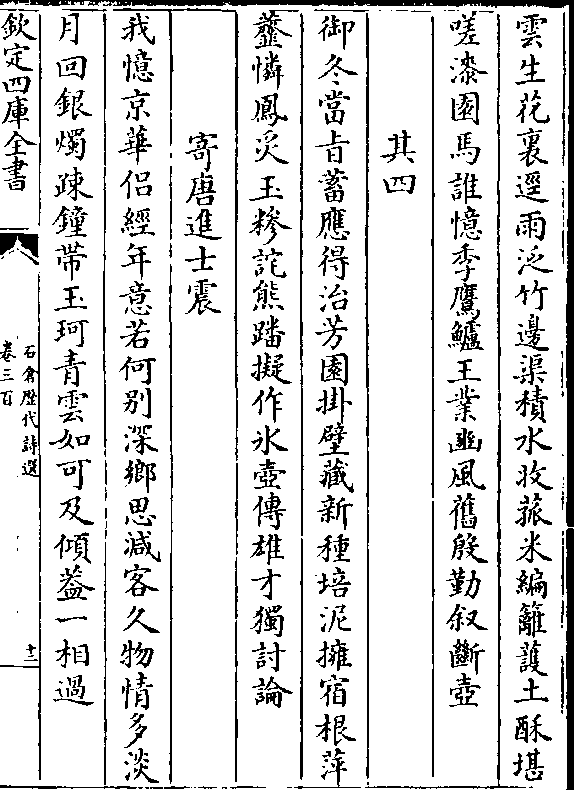 雲生花裏逕雨泛竹邊渠積水收菰米編籬護土酥堪
嗟漆園馬誰憶季鷹鱸王業豳風舊殷勤叙斷壺
其四
御冬當旨蓄應得治芳園掛壁藏新種培泥擁宿根萍
虀憐鳳炙玉糝詫熊蹯擬作氷壺傳雄才獨討論
寄唐進士震
我憶京華侣經年意若何别深鄉思減客久物情多淡
月回銀燭踈鐘帶玉珂青雲如可及傾葢一相過
欽定四庫全書
石倉歷代詩選
卷三百
十二